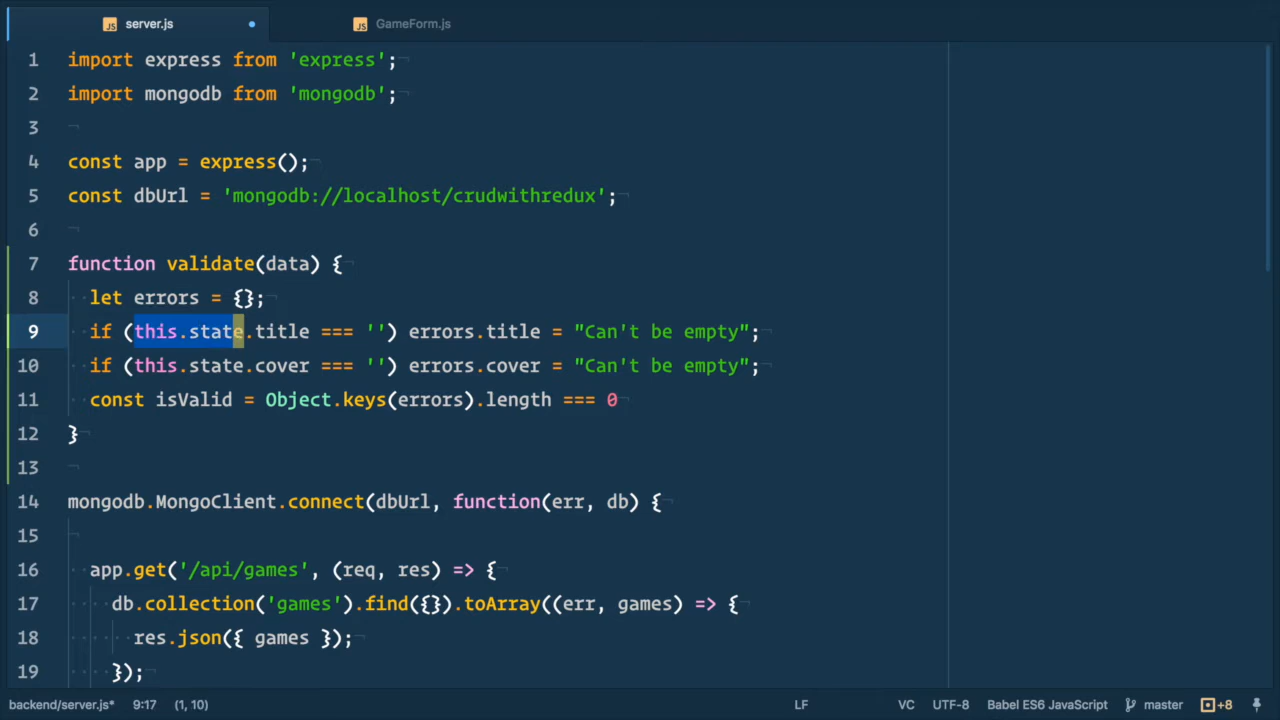 server.js GameForm.js
1 import express from 'express';
2 import mongodb from 'mongodb';
3
4 const app = express();
5 const dbUrl = 'mongodb://localhost/crudwithredux';
6
7 function validate(data) {
8 let errors = {};
9 if (this.state.title === '') errors.title = "Can't be empty";
10 if (this.state.cover === '') errors.cover = "Can't be empty";
11 const isValid = Object.keys(errors).length === 0
12 }
13
14 mongodb.MongoClient.connect(dbUrl, function(err, db) {
15
16 app.get('/api/games', (req, res) => {
17 db.collection('games').find({}).toArray((err, games) => {
18 res.json({ games });
19 });
backend/server.js* 9:17 (1, 10) LF VC UTF-8 Babel ES6 JavaScript master +8